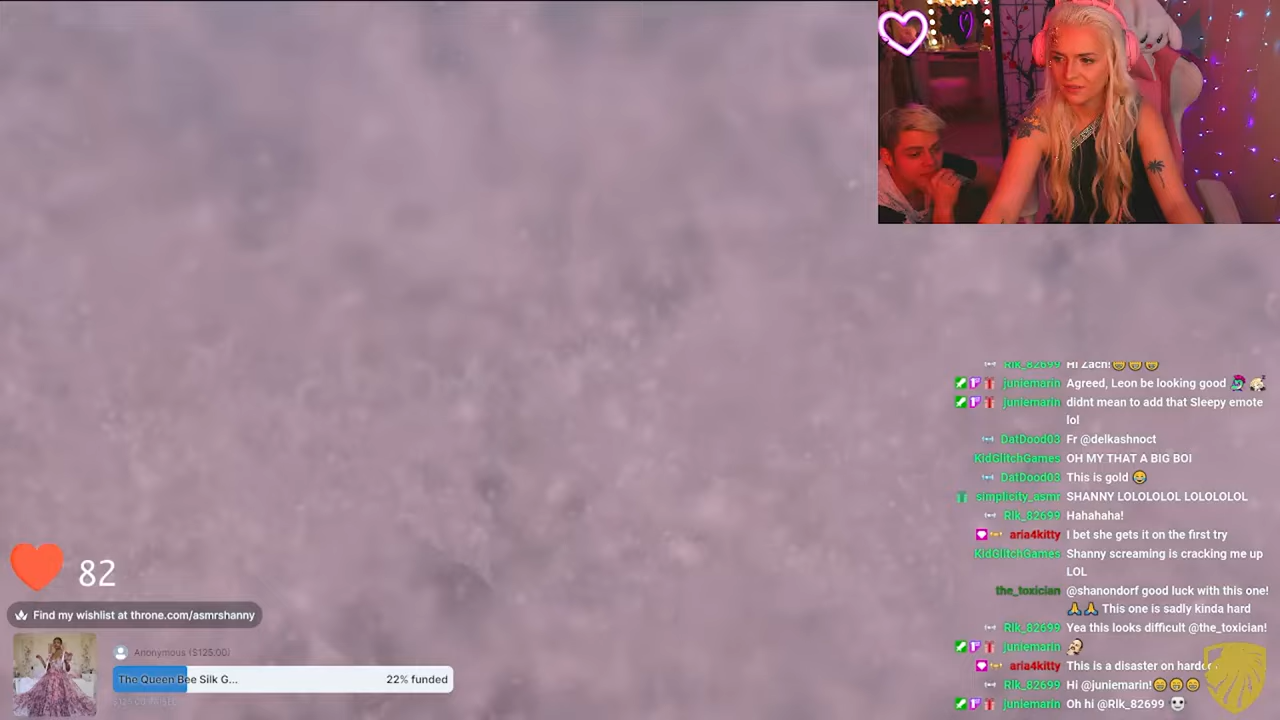 Rlk_82699 Hi Zach!
juniemarin Agreed, Leon be looking good
juniemarin didnt mean to add that Sleepy emote
lol
DatDood03 Fr @delkashnoct
KidGlitchGames OH MY THAT A BIG BOI
DatDood03 This is gold
simplicity_asmr SHANNY LOLOLOLOL LOLOLOLOL
Rlk_82699 Hahahaha!
aria4kitty I bet she gets it on the first try
KidGlitchGames Shanny screaming is cracking me up
LOL
the_toxician @shanondorf good luck with this one!
This one is sadly kinda hard
Rlk_82699 Yea this looks difficult @the_toxician!
juniemarin
aria4kitty This is a disaster on
Rlk_82699 Hi @juniemarin!
juniemarin Oh hi @Rlk_82699
82
Find my wishlist at throne.com/asmrshanny
Anonymous ($125.00)
The Queen Bee Silk G... 22% funded